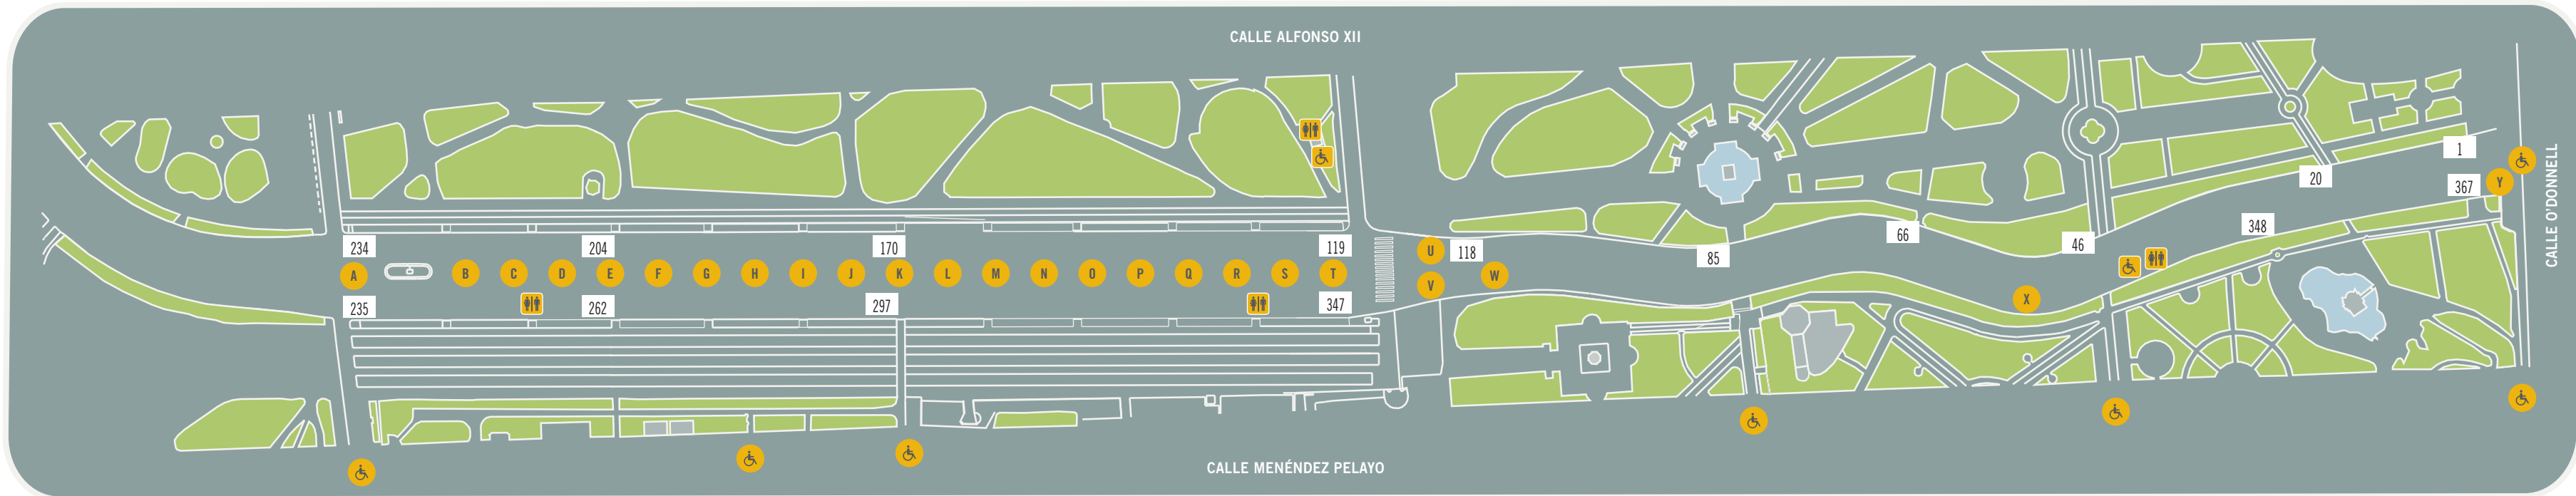 CALLE ALFONSO XII
1
367
Y
20
348
66
46
85
118
U
V
W
X
234
204
170
119
A
B
C
D
E
F
G
H
I
J
K
L
M
N
O
P
Q
R
S
T
235
262
297
347
CALLE O'DONNELL
CALLE MENÉNDEZ PELAYO